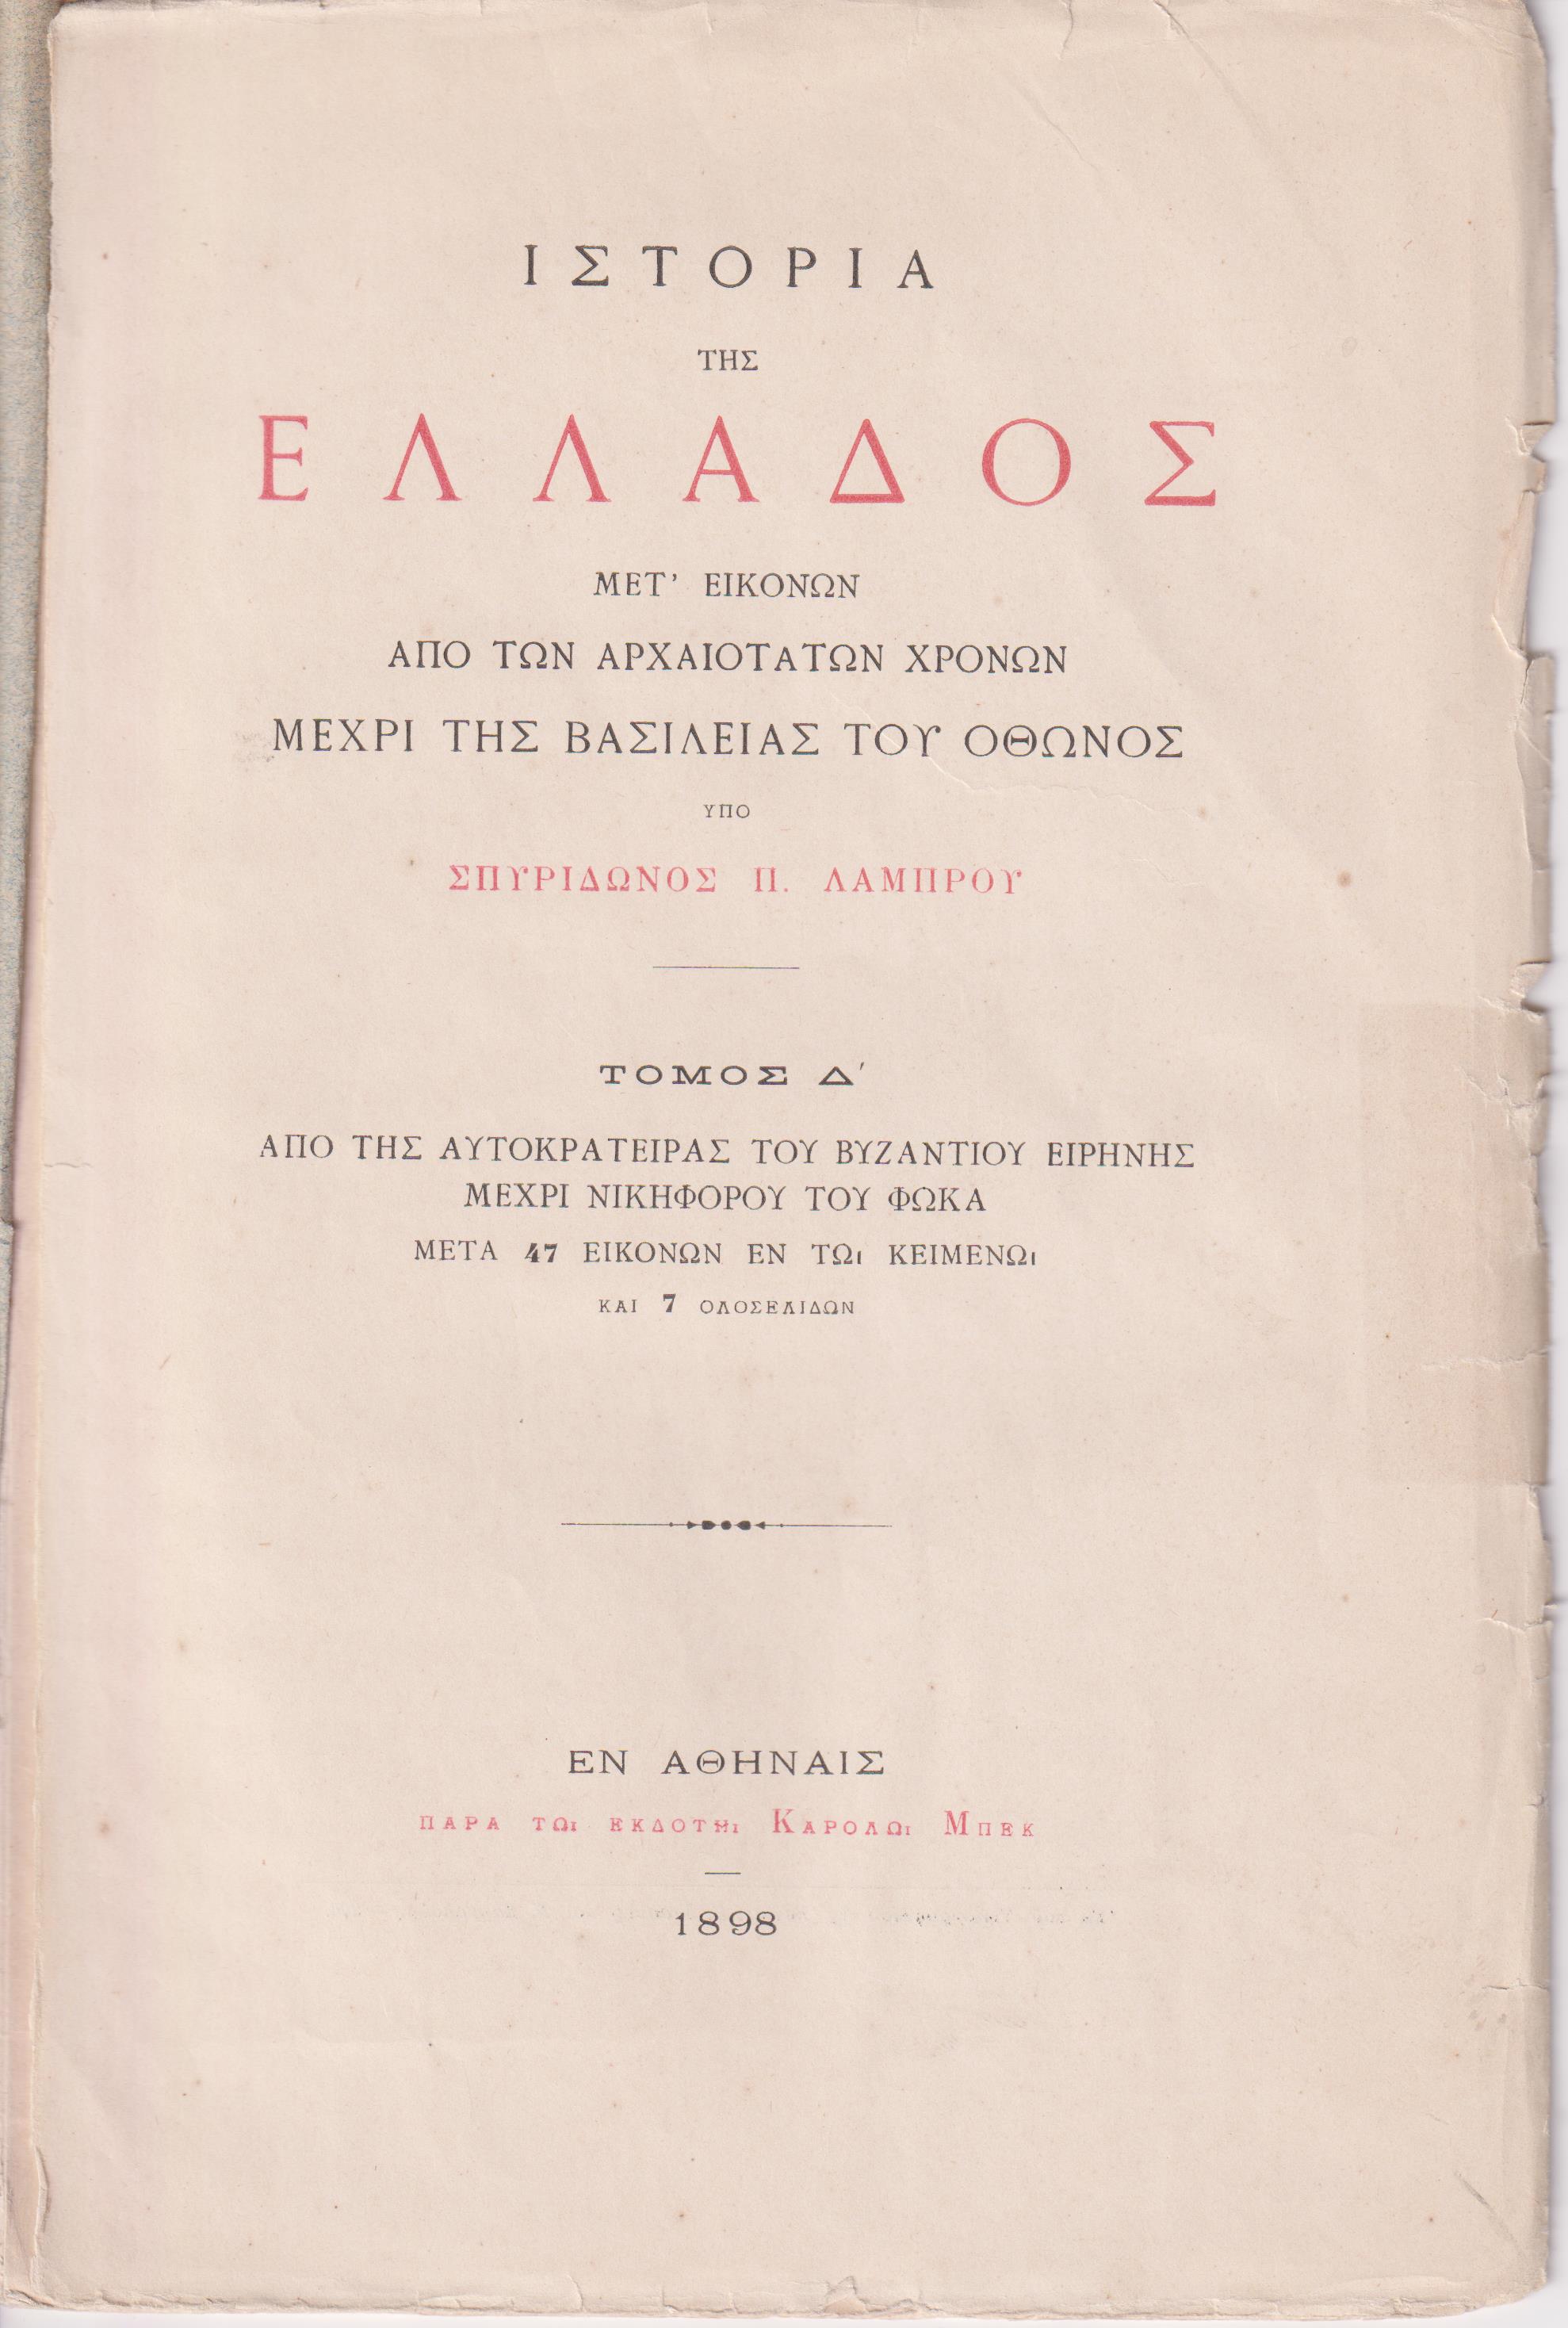 ΙΣΤΟΡΙΑ
ΤΗΣ
ΕΛΛΑΔΟΣ
ΜΕΤ' ΕΙΚΟΝΩΝ
ΑΠΟ ΤΩΝ ΑΡΧΑΙΟΤΑΤΩΝ ΧΡΟΝΩΝ
ΜΕΧΡΙ ΤΗΣ ΒΑΣΙΛΕΙΑΣ ΤΟΥ ΟΘΩΝΟΣ
ΥΠΟ
ΣΠΥΡΙΔΩΝΟΣ Π. ΛΑΜΠΡΟΥ
ΤΟΜΟΣ Δ΄
ΑΠΟ ΤΗΣ ΑΥΤΟΚΡΑΤΕΙΡΑΣ ΤΟΥ ΒΥΖΑΝΤΙΟΥ ΕΙΡΗΝΗΣ
ΜΕΧΡΙ ΝΙΚΗΦΟΡΟΥ ΤΟΥ ΦΩΚΑ
ΜΕΤΑ 47 ΕΙΚΟΝΩΝ ΕΝ ΤΩι ΚΕΙΜΕΝΩι
ΚΑΙ 7 ΟΛΟΣΕΛΙΔΩΝ
ΕΝ ΑΘΗΝΑΙΣ
ΠΑΡΑ ΤΩι ΕΚΔΟΤΗι ΚΑΡΟΛΩι ΜΠΕΚ
1898